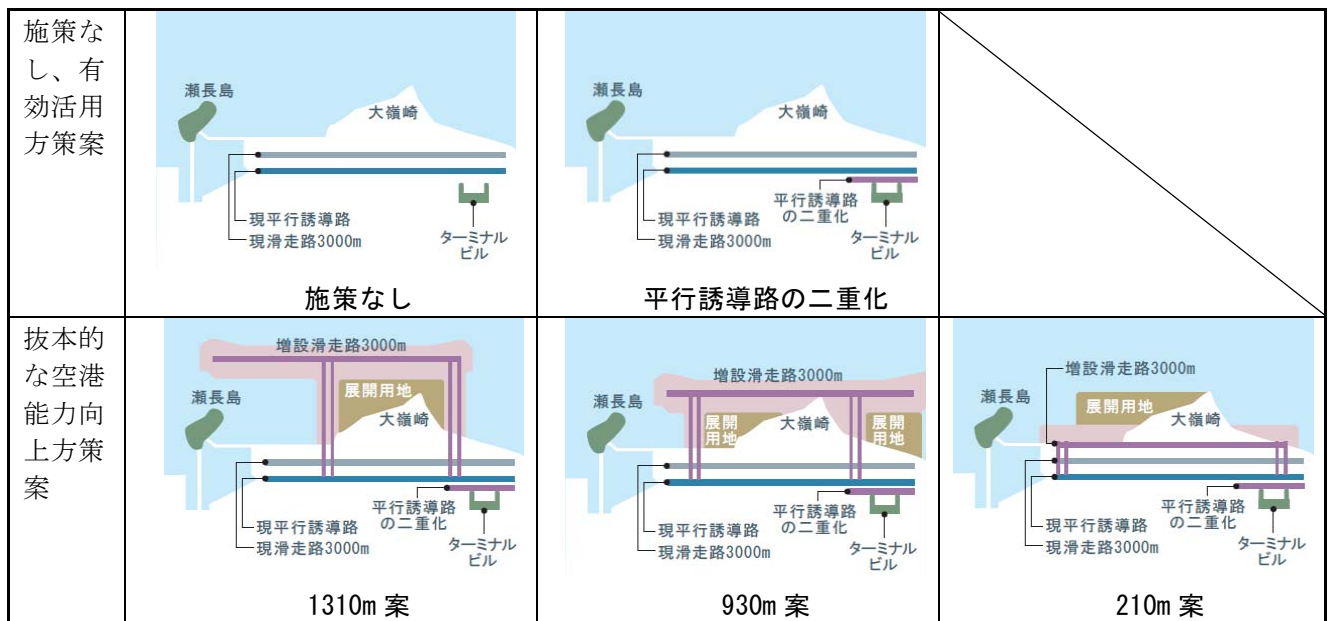 施策な
し、有
効活用
方策案
瀬長島
大嶺崎
現平行誘導路
現滑走路3000m
ターミナル
ビル
施策なし
瀬長島
大嶺崎
平行誘導路
の二重化
現平行誘導路
現滑走路3000m
ターミナル
ビル
平行誘導路の二重化
抜本的
な空港
能力向
上方策
案
増設滑走路3000m
展開用地
瀬長島
大嶺崎
平行誘導路
の二重化
現平行誘導路
現滑走路3000m
ターミナル
ビル
1310m 案
増設滑走路3000m
瀬長島
展開
用地
大嶺崎
展開
用地
平行誘導路
の二重化
現平行誘導路
現滑走路3000m
ターミナル
ビル
930m 案
増設滑走路3000m
瀬長島
展開用地
大嶺崎
平行誘導路
の二重化
現平行誘導路
現滑走路3000m
ターミナル
ビル
210m 案